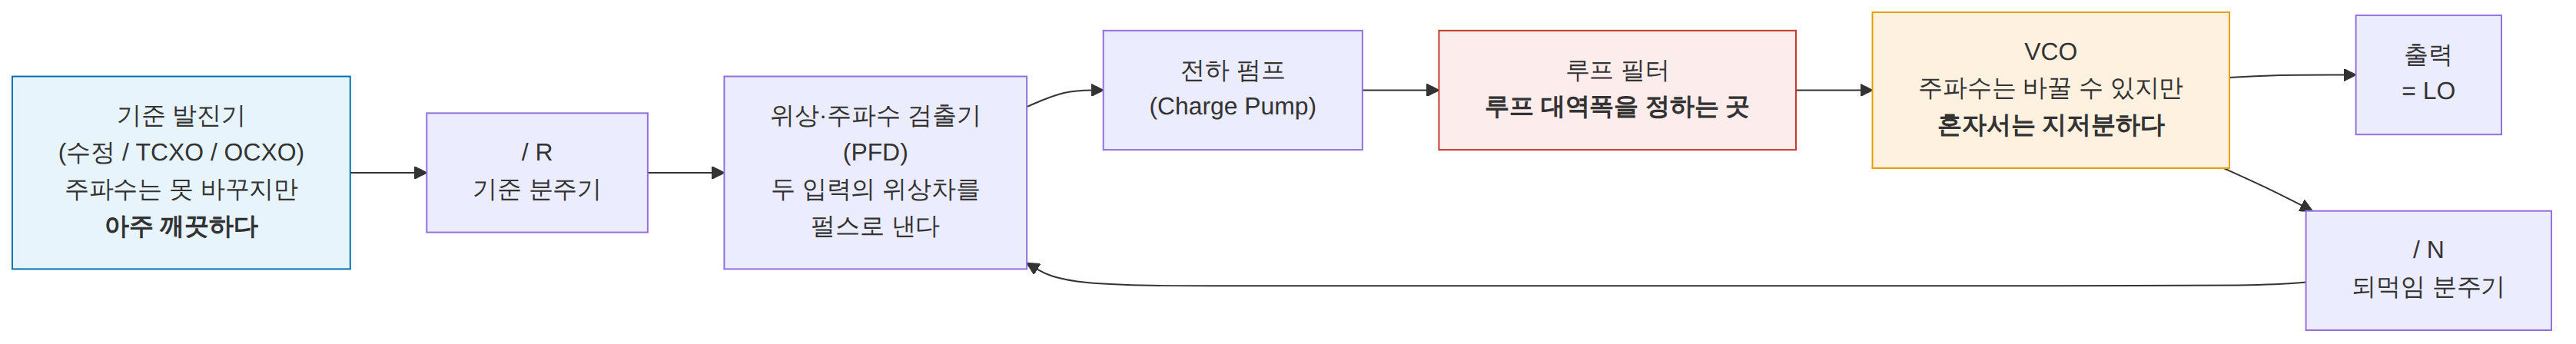 기준 발진기
(수정 / TCXO / OCXO)
주파수는 못 바꾸지만
아주 깨끗하다
/ R
기준 분주기
위상·주파수 검출기
(PFD)
두 입력의 위상차를
펄스로 낸다
전하 펌프
(Charge Pump)
루프 필터
루프 대역폭을 정하는 곳
VCO
주파수는 바꿀 수 있지만
혼자서는 지저분하다
출력
= LO
/ N
되먹임 분주기